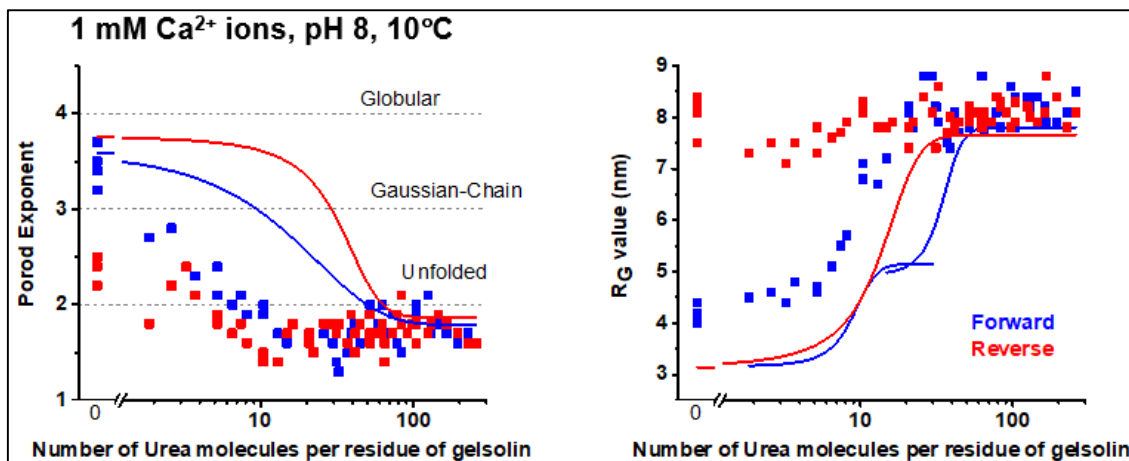 1 mM Ca²⁺ ions, pH 8, 10°C
Porod Exponent
4
3
2
1
Globular
Gaussian-Chain
Unfolded
0
10
100
Number of Urea molecules per residue of gelsolin
R_G value (nm)
9
8
7
6
5
4
3
Forward
Reverse
0
10
100
Number of Urea molecules per residue of gelsolin